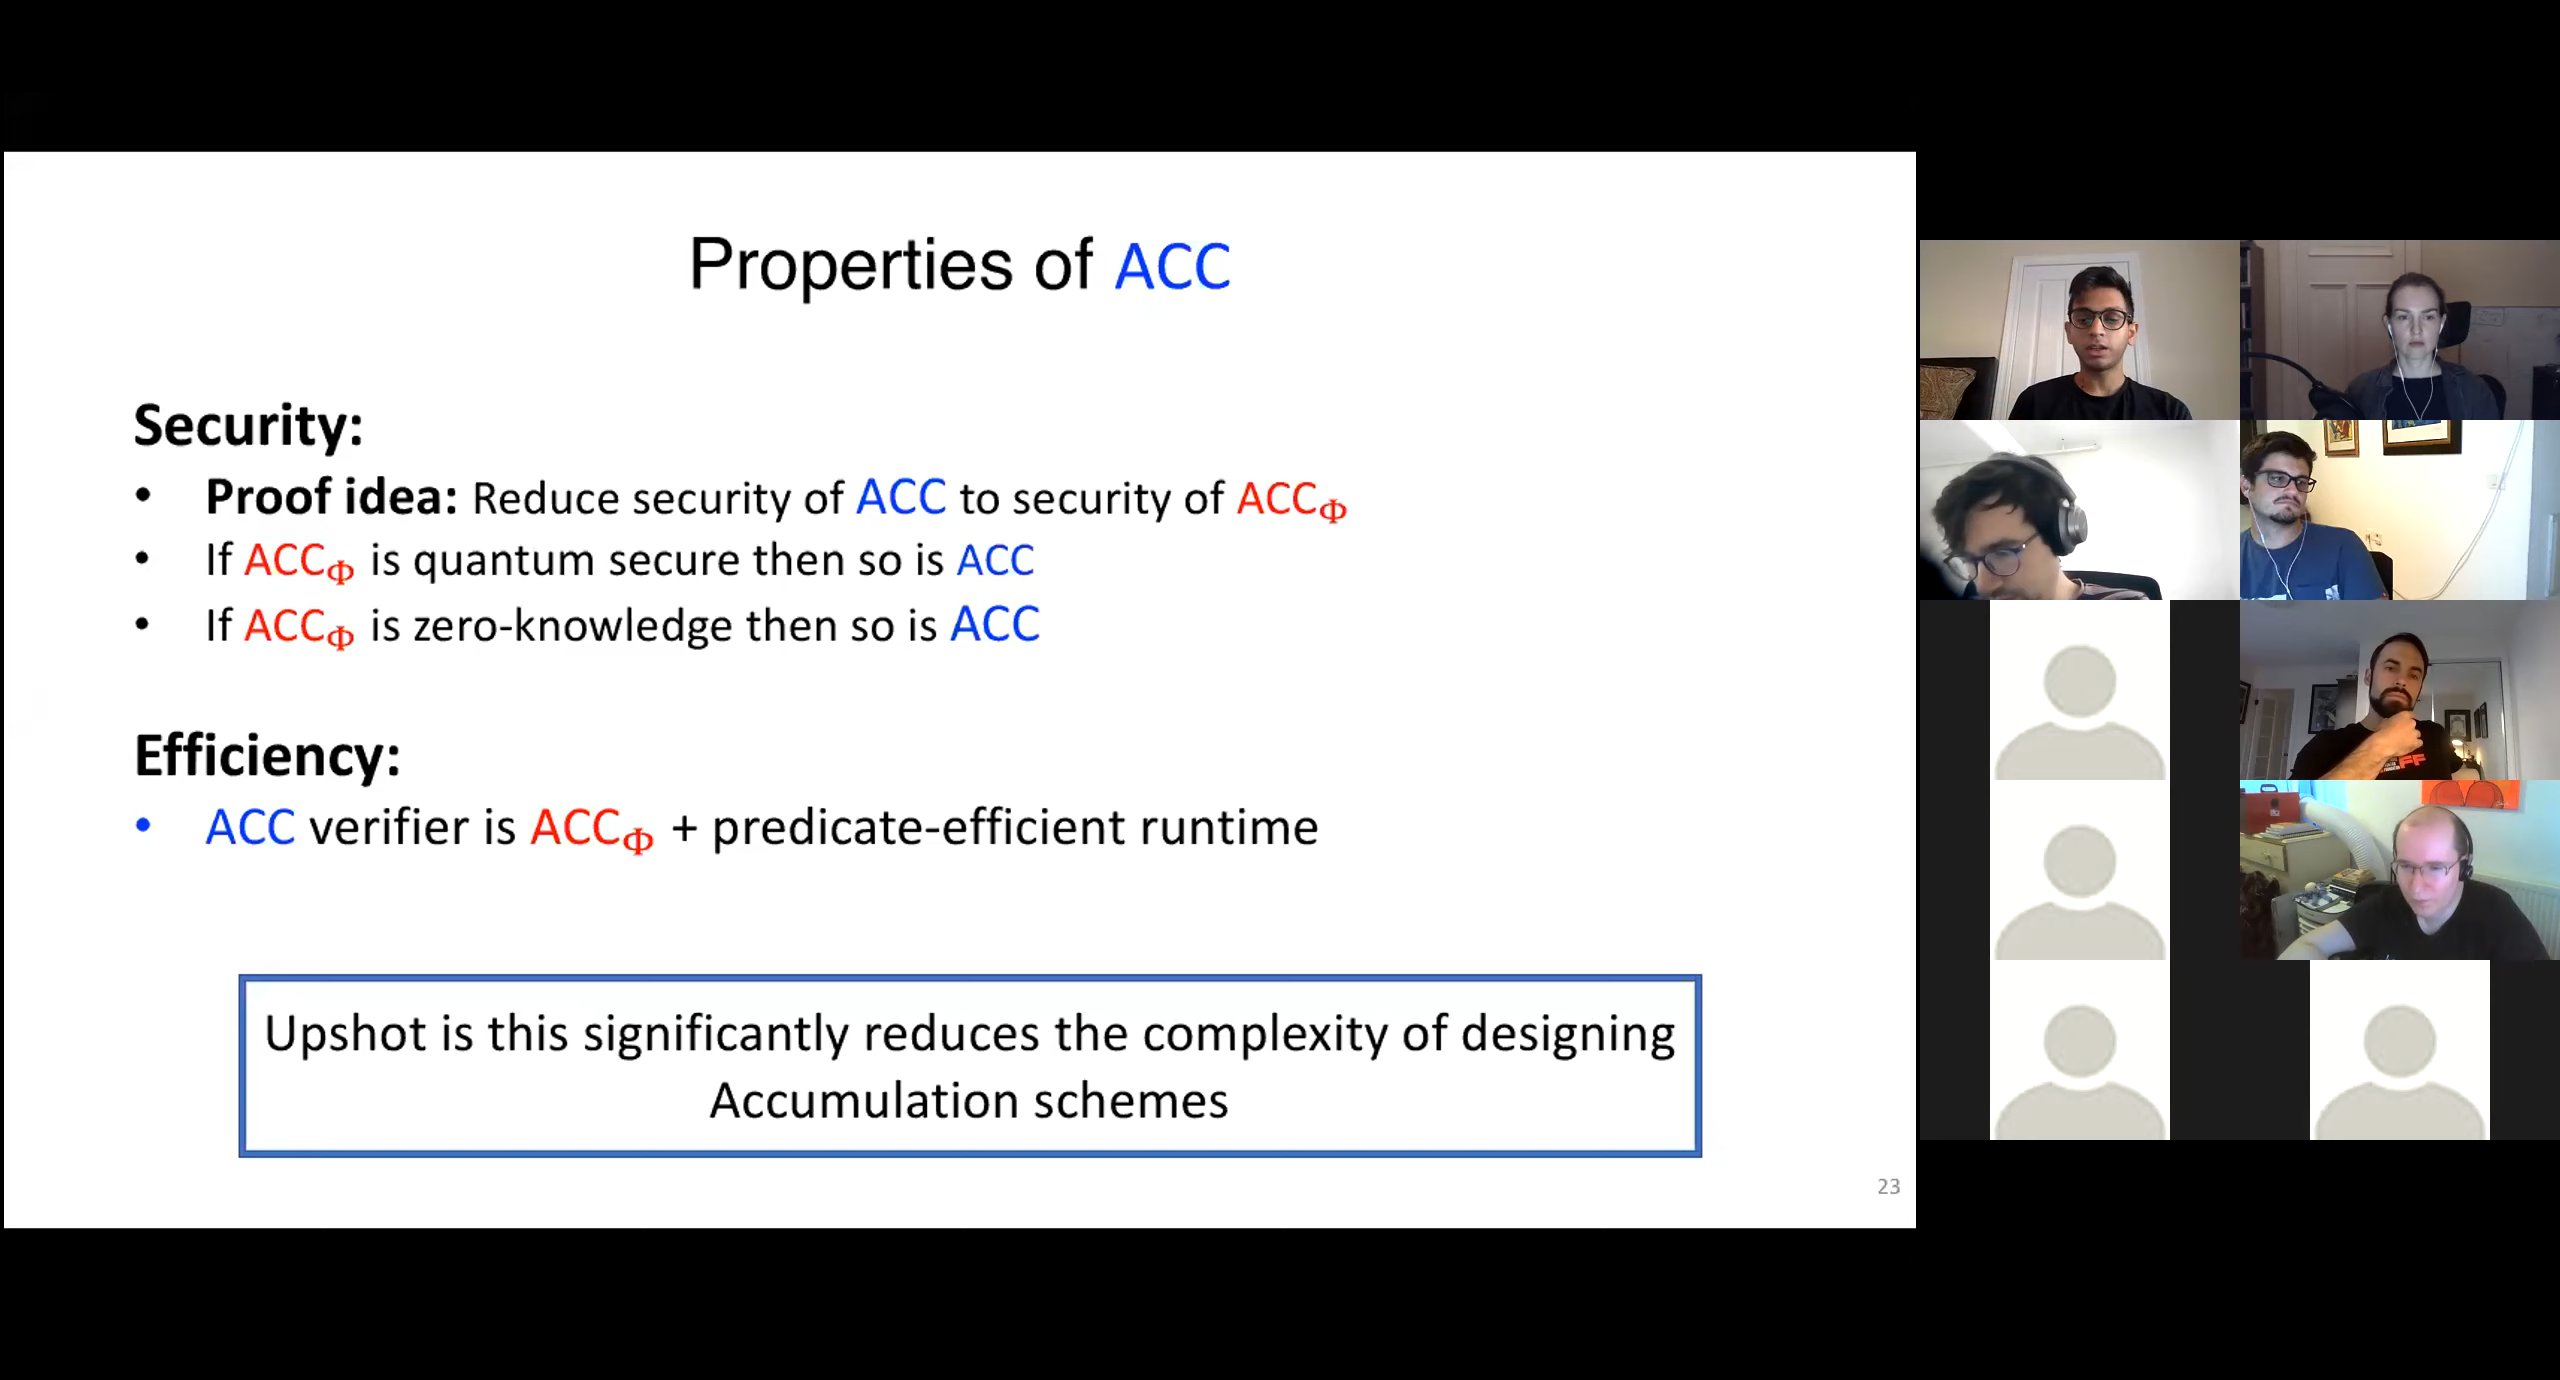 Properties of ACC
Security:
• Proof idea: Reduce security of ACC to security of ACCΦ
• If ACCΦ is quantum secure then so is ACC
• If ACCΦ is zero-knowledge then so is ACC
Efficiency:
• ACC verifier is ACCΦ + predicate-efficient runtime
Upshot is this significantly reduces the complexity of designing
Accumulation schemes
23
FF